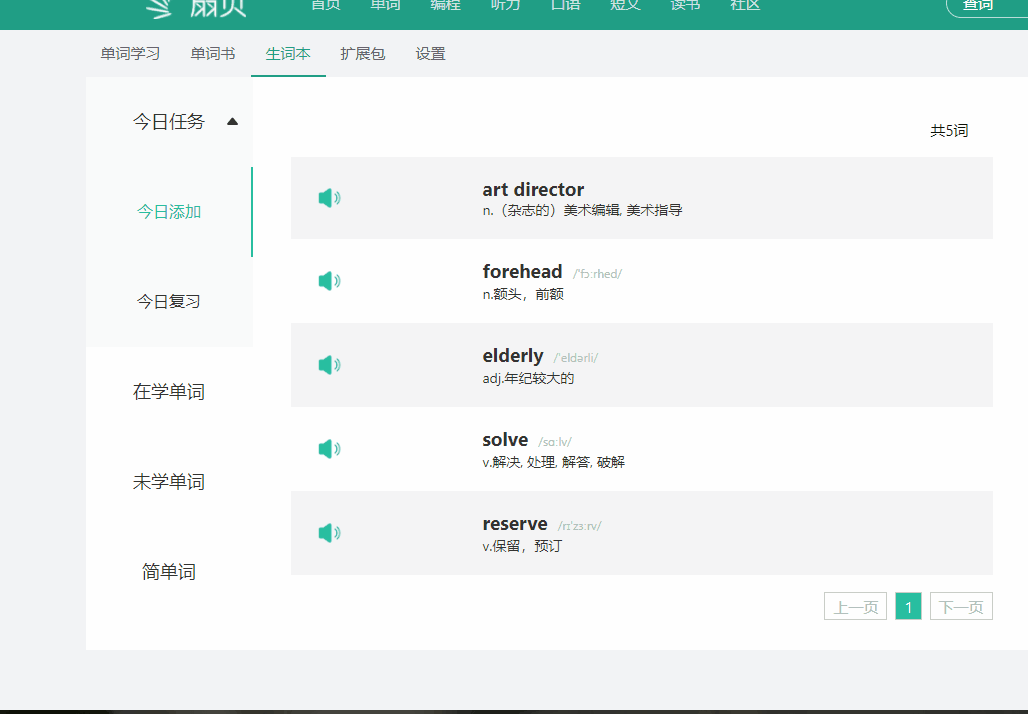 扇贝 首页 单词 编程 听力 口语 短文 读书 社区 查词
单词学习 单词书 生词本 扩展包 设置
今日任务
今日添加
今日复习
在学单词
未学单词
简单词
共5词
art director
n.（杂志的）美术编辑, 美术指导
forehead /ˈfɔːrhed/
n.额头，前额
elderly /ˈeldərli/
adj.年纪较大的
solve /sɑːlv/
v.解决, 处理, 解答, 破解
reserve /rɪˈzɜːrv/
v.保留，预订
上一页 1 下一页